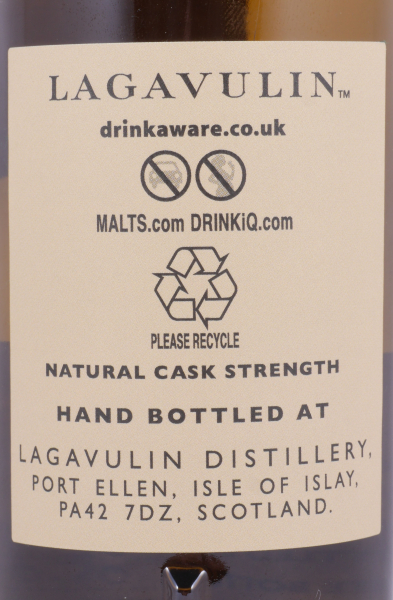 LAGAVULIN™
drinkaware.co.uk
MALTS.com DRINKiQ.com
PLEASE RECYCLE
NATURAL CASK STRENGTH
HAND BOTTLED AT
LAGAVULIN DISTILLERY,
PORT ELLEN, ISLE OF ISLAY,
PA42 7DZ, SCOTLAND.